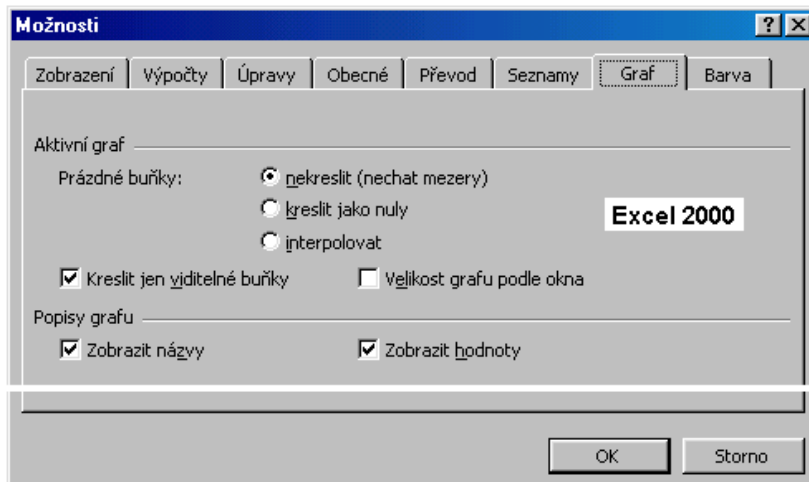 Možnosti
Zobrazení Výpočty Úpravy Obecné Převod Seznamy Graf Barva
Aktivní graf
Prázdné buňky: nekreslit (nechat mezery)
kreslit jako nuly
Excel 2000
interpolovat
Kreslit jen viditelné buňky Velikost grafu podle okna
Popisy grafu
Zobrazit názvy Zobrazit hodnoty
OK Storno